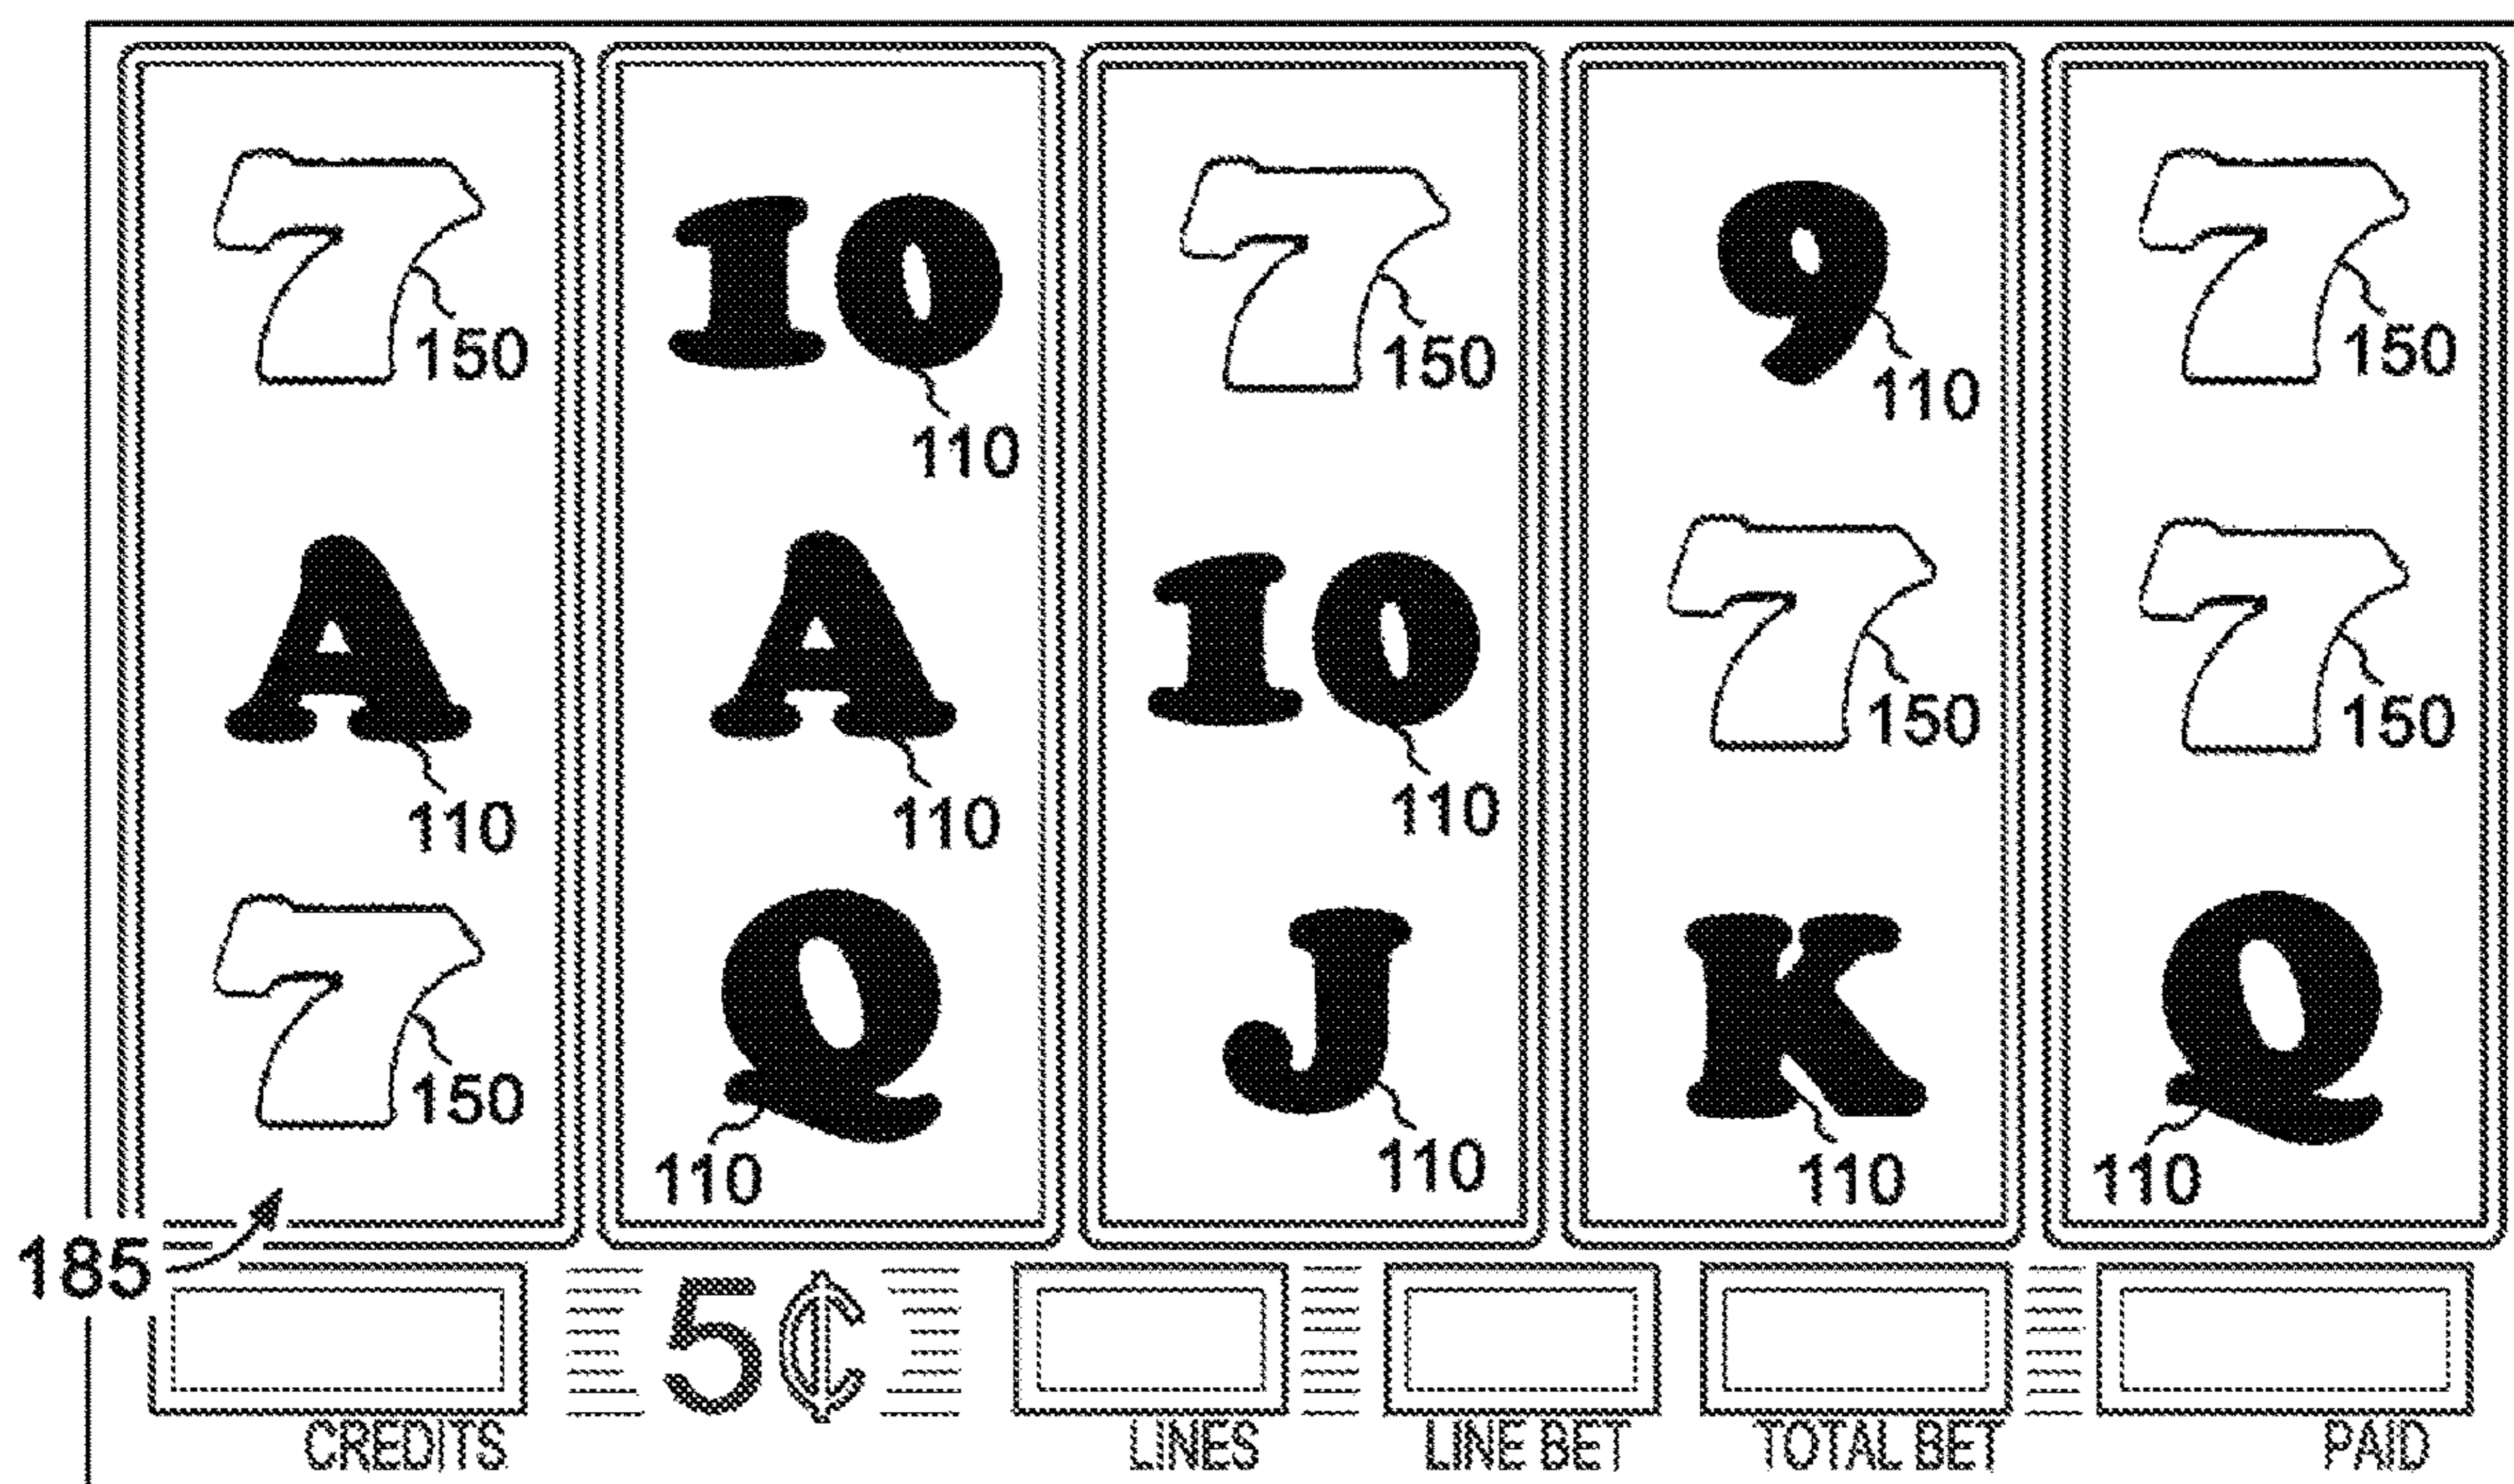 7 10 7 9 7
150 110 150 110 150
A A 10 7 7
110 110 110 150 150
7 Q J K Q
150 110 110 110 110
185
5¢
CREDITS LINES LINE BET TOTAL BET PAID